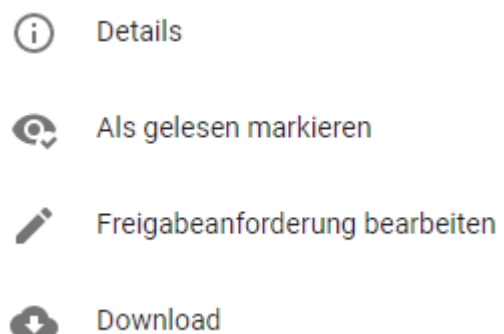 Details
Als gelesen markieren
Freigabeanforderung bearbeiten
Download